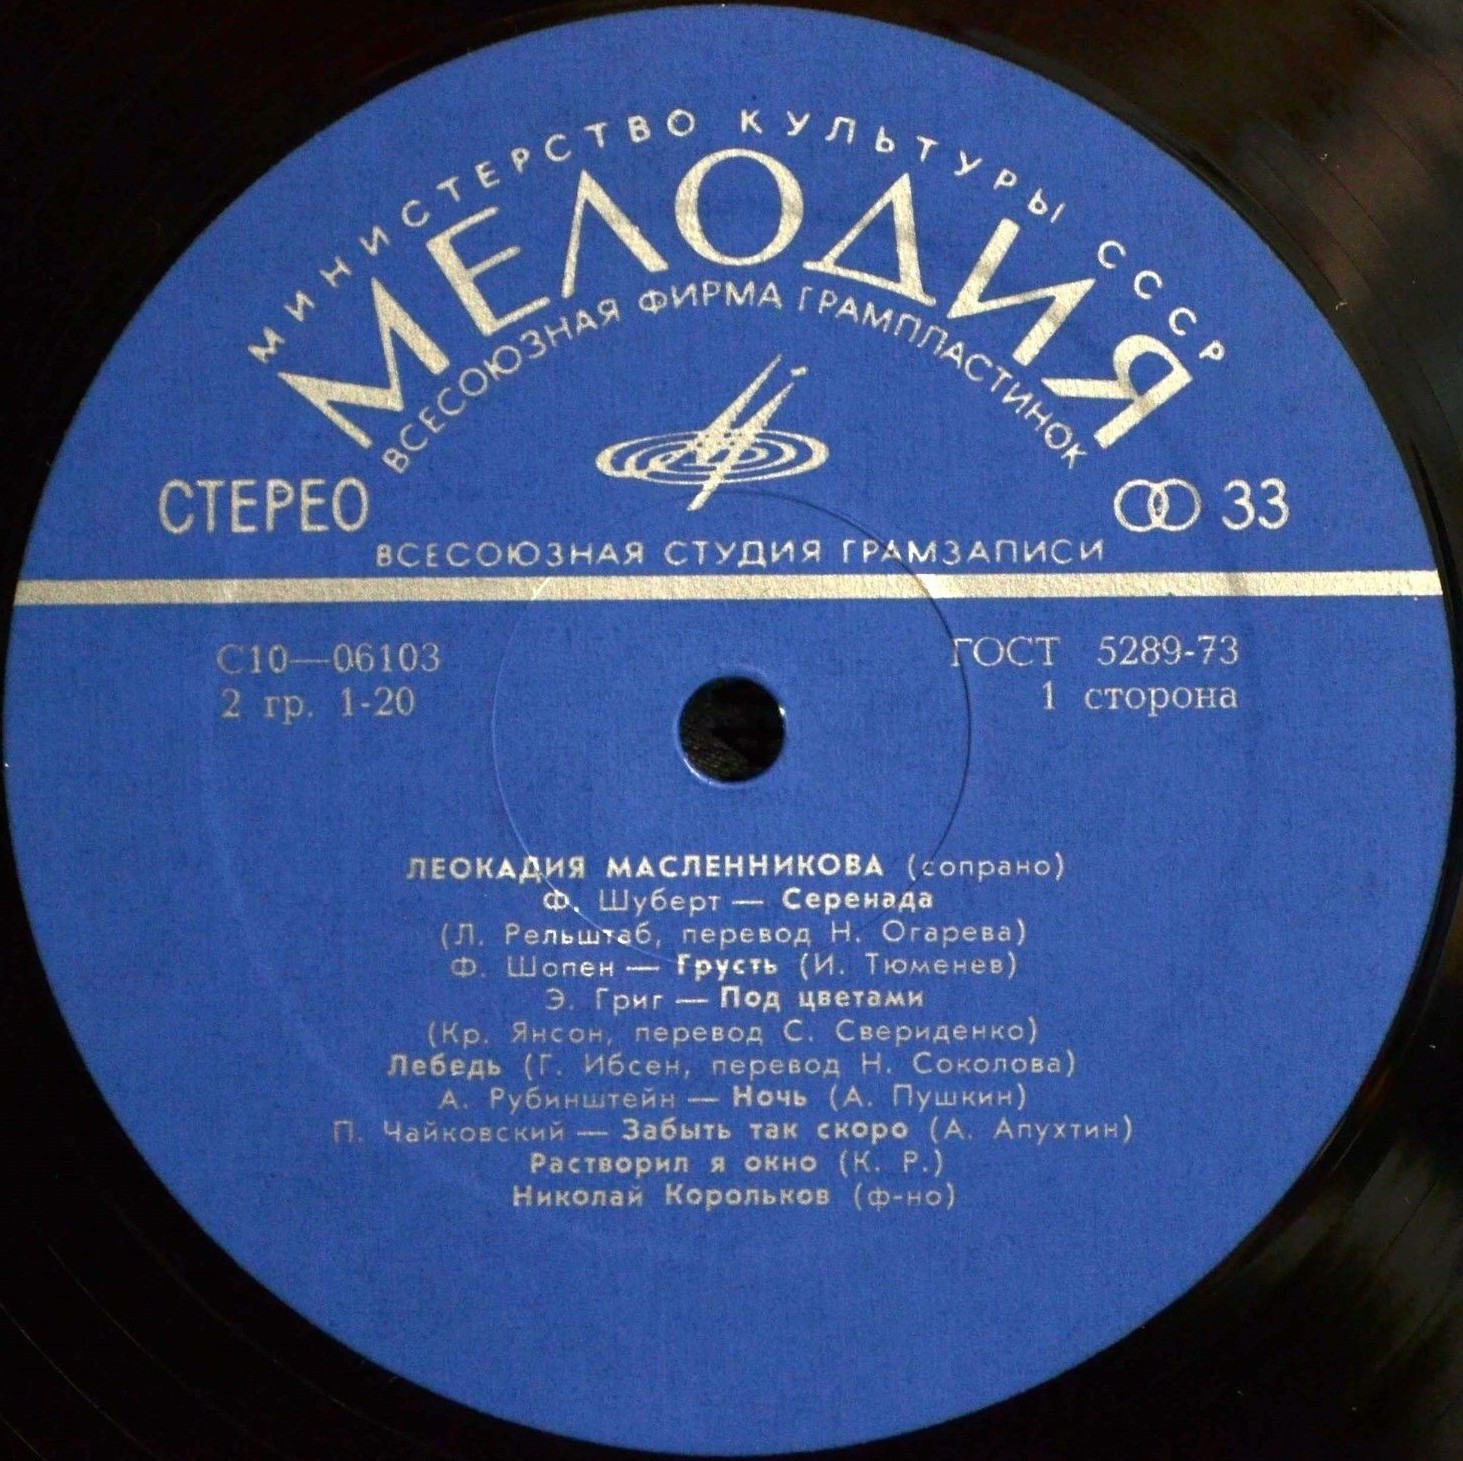 МИНИСТЕРСТВО КУЛЬТУРЫ СССР
МЕЛОДИЯ
ВСЕСОЮЗНАЯ ФИРМА ГРАМПЛАСТИНОК
СТЕРЕО
33
ВСЕСОЮЗНАЯ СТУДИЯ ГРАМЗАПИСИ
С10—06103
ГОСТ 5289-73
2 гр. 1-20
1 сторона
ЛЕОКАДИЯ МАСЛЕННИКОВА (сопрано)
Ф. Шуберт — Серенада
(Л. Рельштаб, перевод Н. Огарева)
Ф. Шопен — Грусть (И. Тюменев)
Э. Григ — Под цветами
(Кр. Янсон, перевод С. Свериденко)
Лебедь (Г. Ибсен, перевод Н. Соколова)
А. Рубинштейн — Ночь (А. Пушкин)
П. Чайковский — Забыть так скоро (А. Апухтин)
Растворил я окно (К. Р.)
Николай Корольков (ф-но)